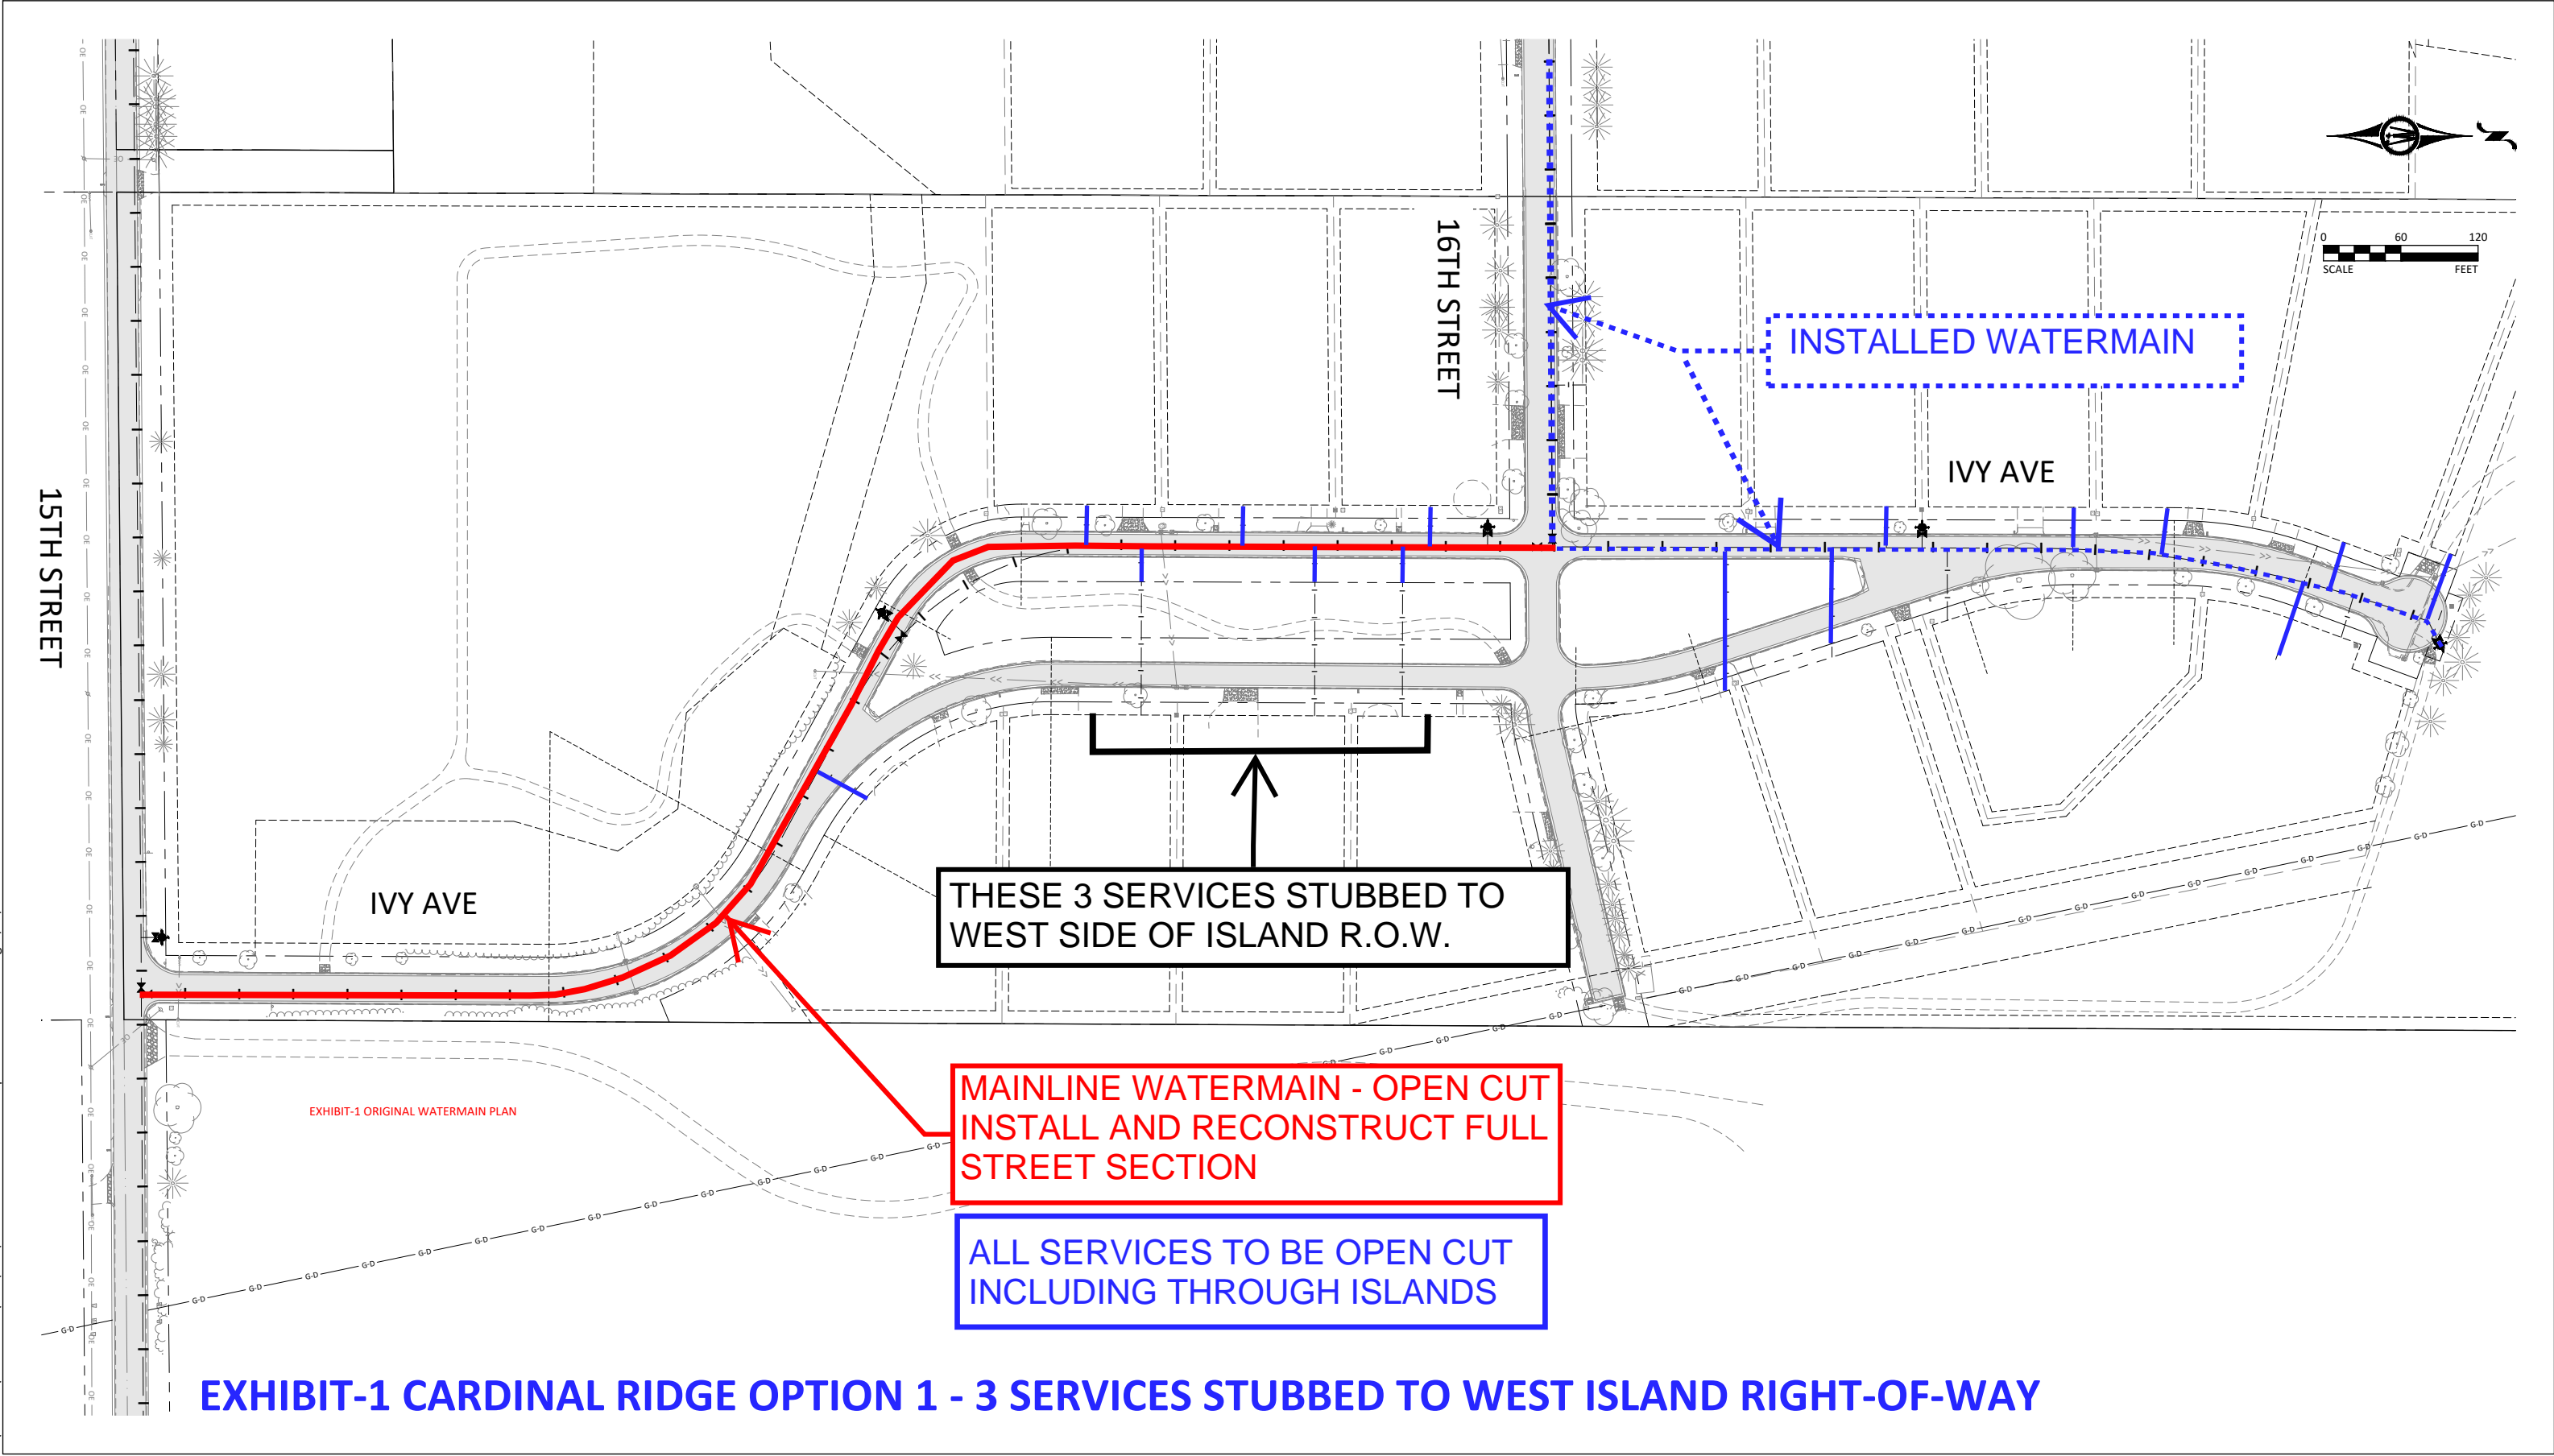 16TH STREET
0 60 120
SCALE FEET
INSTALLED WATERMAIN
IVY AVE
15TH STREET
IVY AVE
THESE 3 SERVICES STUBBED TO
WEST SIDE OF ISLAND R.O.W.
MAINLINE WATERMAIN - OPEN CUT
INSTALL AND RECONSTRUCT FULL
STREET SECTION
EXHIBIT-1 ORIGINAL WATERMAIN PLAN
ALL SERVICES TO BE OPEN CUT
INCLUDING THROUGH ISLANDS
EXHIBIT-1 CARDINAL RIDGE OPTION 1 - 3 SERVICES STUBBED TO WEST ISLAND RIGHT-OF-WAY